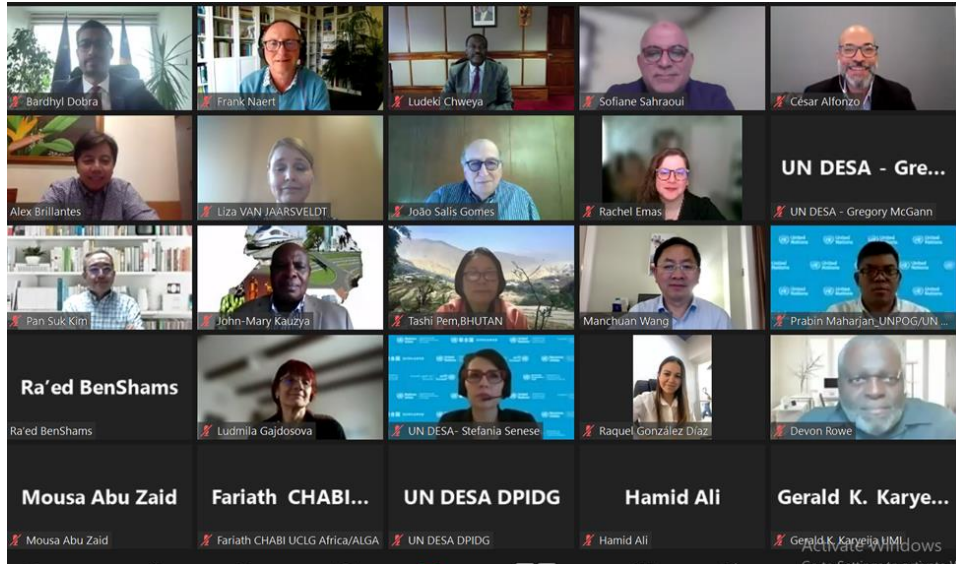 Bardhyl Dobra
Frank Naert
Ludeki Chweya
Sofiane Sahraoui
César Alfonzo
Alex Brillantes
Liza VAN JAARSVELDT
João Salis Gomes
Rachel Emas
UN DESA - Gre...
UN DESA - Gregory McGann
Pan Suk Kim
John-Mary Kauzya
Tashi Pem,BHUTAN
Manchuan Wang
United Nations
United Nations
Prabin Maharjan_UNPOG/UN ...
Ra'ed BenShams
Ra'ed BenShams
Ludmila Gajdosova
UN DESA- Stefania Senese
Raquel González Díaz
Devon Rowe
Mousa Abu Zaid
Mousa Abu Zaid
Fariath CHABI...
Fariath CHABI UCLG Africa/ALGA
UN DESA DPIDG
UN DESA DPIDG
Hamid Ali
Hamid Ali
Gerald K. Karye...
Gerald K. Karyeija UMI
Activate Windows